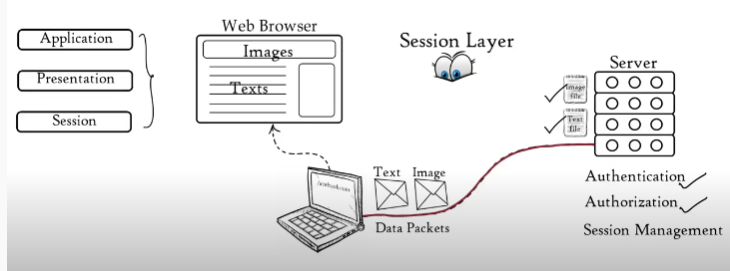 Application
Presentation
Session
Web Browser
Images
Texts
Session Layer
Server
Image
file
Text
file
Text Image
Data Packets
Authentication
Authorization
Session Management